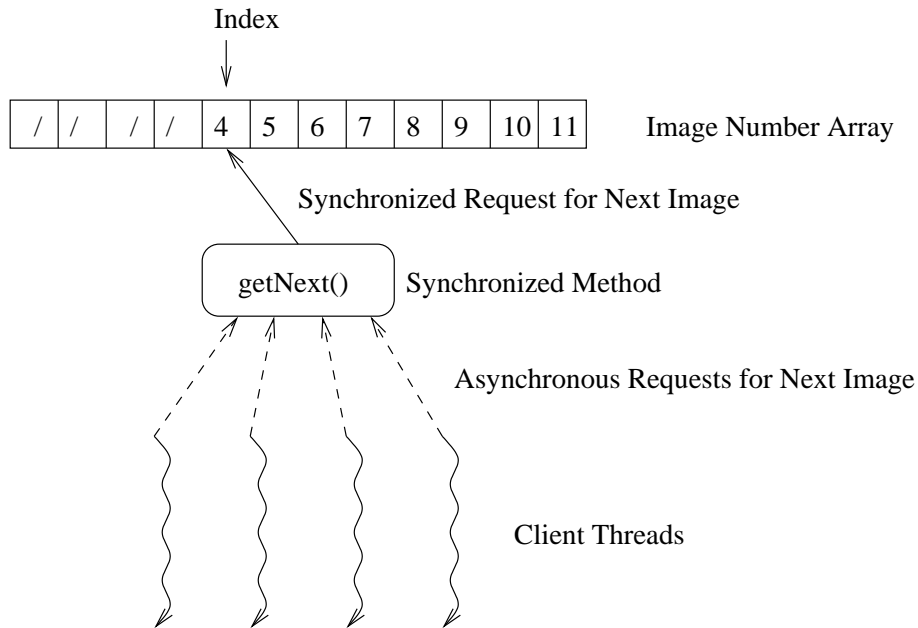 Index
/ / / / 4 5 6 7 8 9 10 11
Image Number Array
Synchronized Request for Next Image
getNext()
Synchronized Method
Asynchronous Requests for Next Image
Client Threads